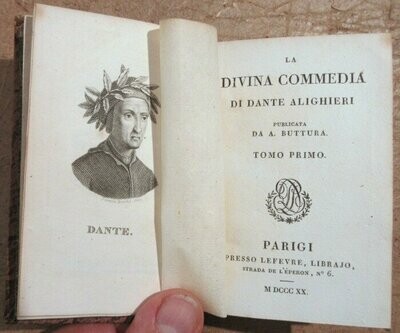 DANTE.
LA
DIVINA COMMEDIA
DI DANTE ALIGHIERI
PUBLICATA
DA A. BUTTURA.
TOMO PRIMO.
PARIGI
PRESSO LEFEVRE, LIBRAJO,
STRADA DE L'ÉPERON, Nº 6.
M DCCC XX.